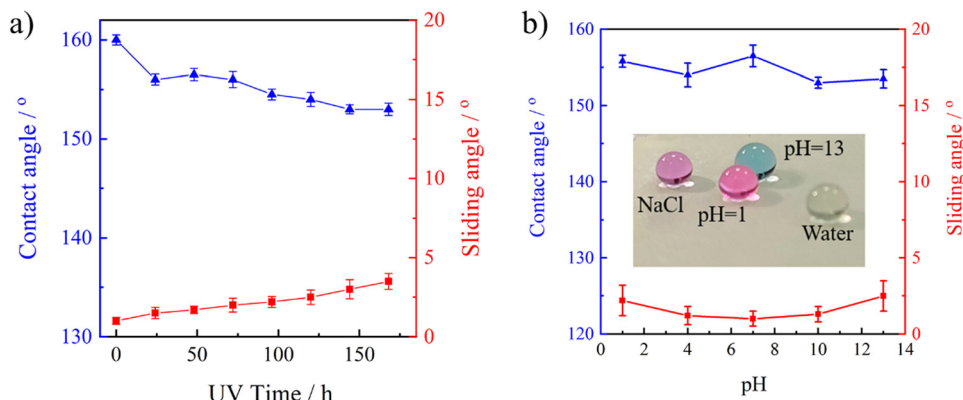 a)
Contact angle / °
160
150
140
130
0
50
100
150
UV Time / h
20
15
10
5
0
Sliding angle / °
b)
Contact angle / °
160
150
140
130
120
0
2
4
6
8
10
12
14
pH
20
15
10
5
0
Sliding angle / °
NaCl
pH=1
pH=13
Water